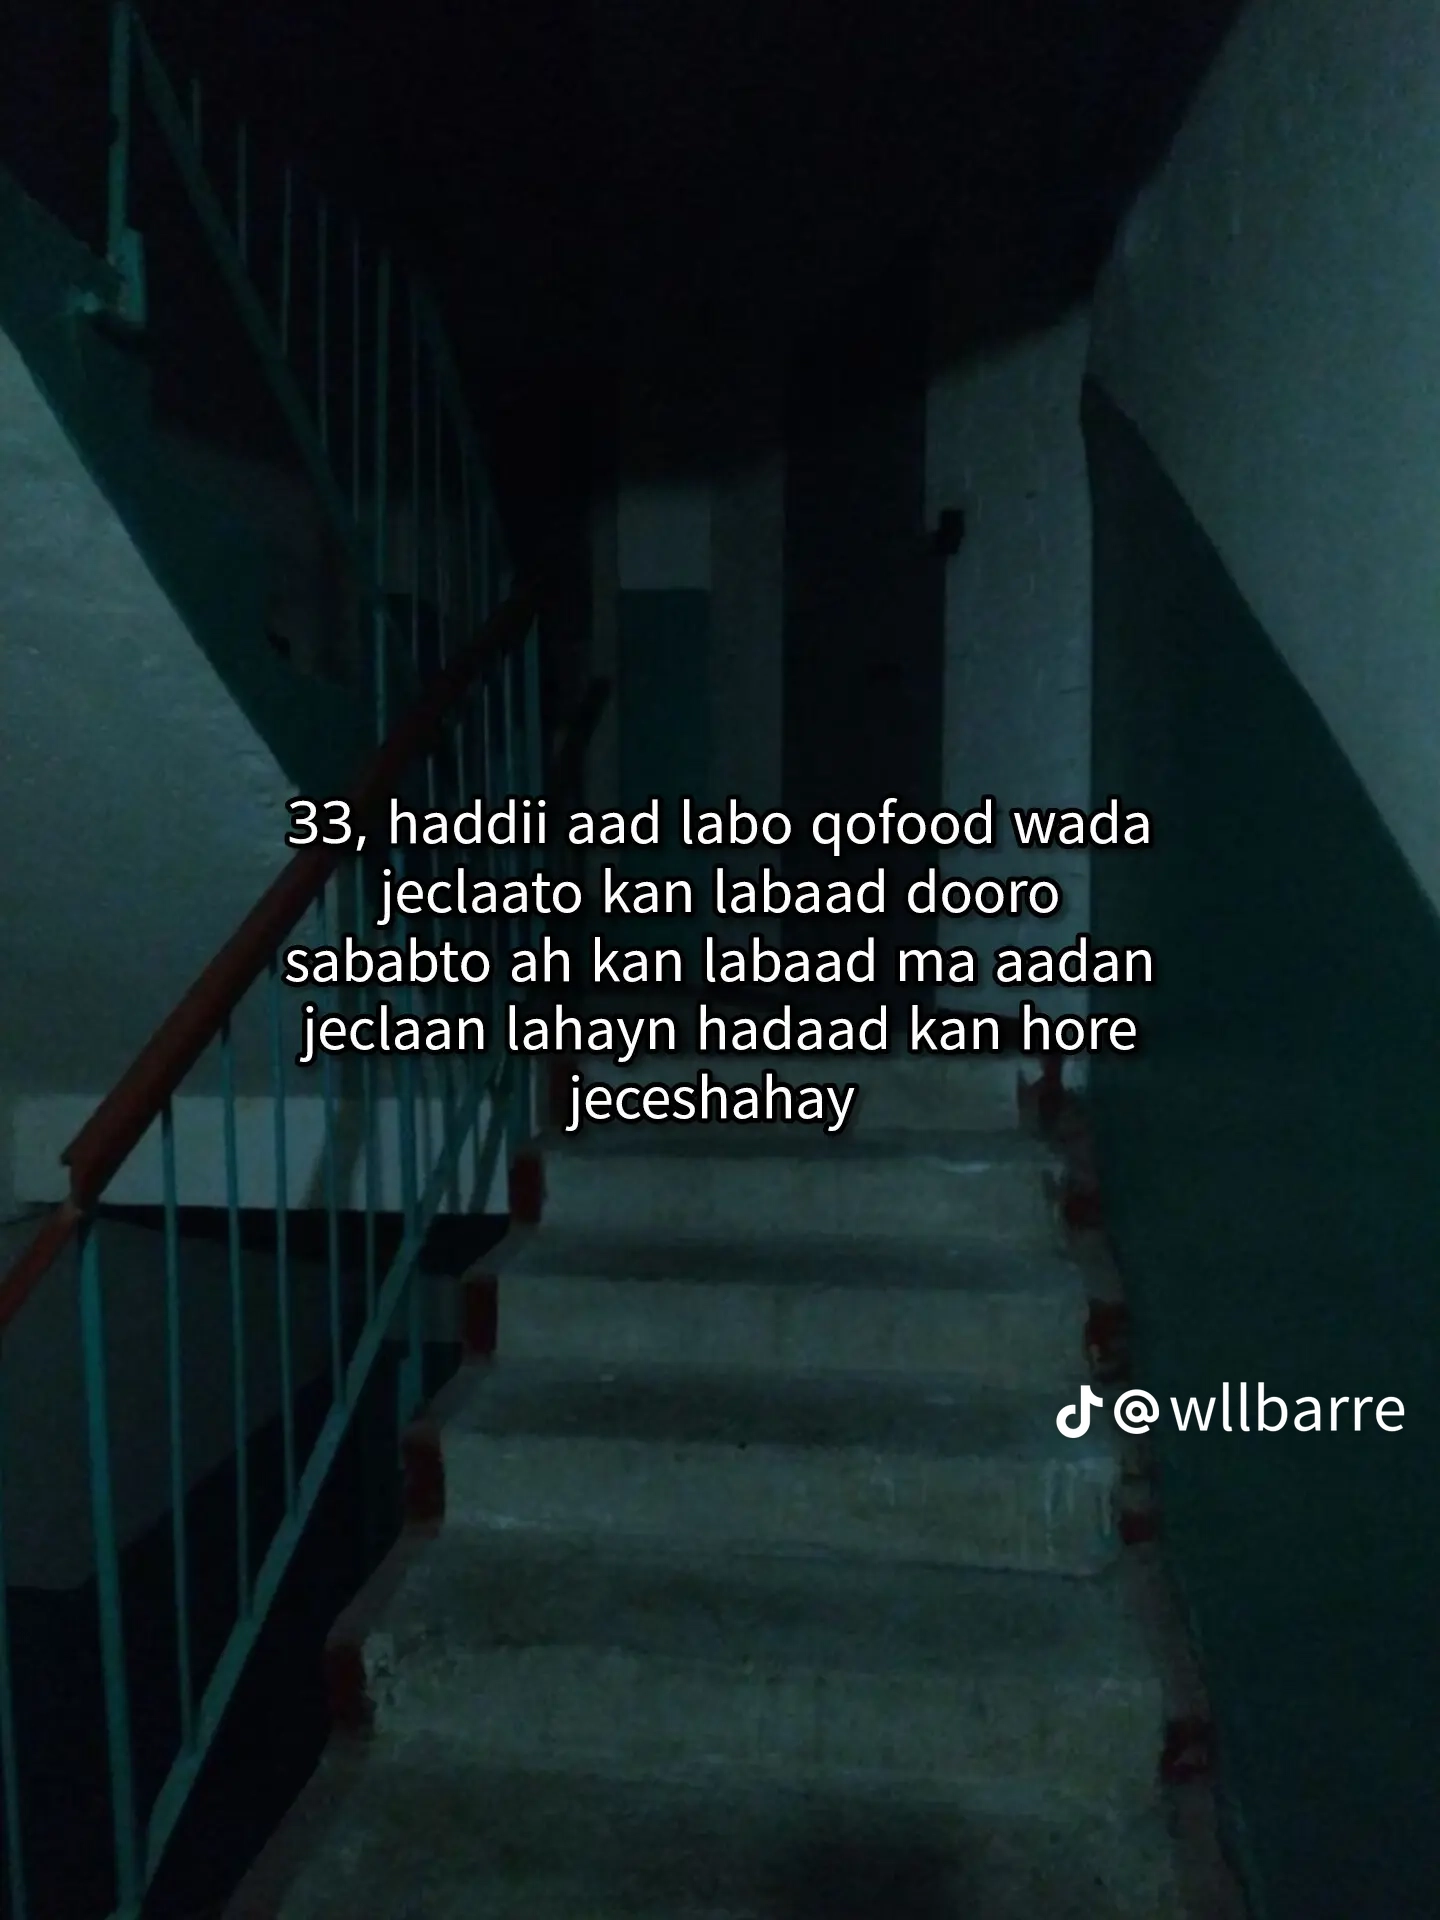 33, haddii aad labo qofood wada
jeclaato kan labaad dooro
sababto ah kan labaad ma aadan
jeclaan lahayn hadaad kan hore
jeceshahay
@wllbarre